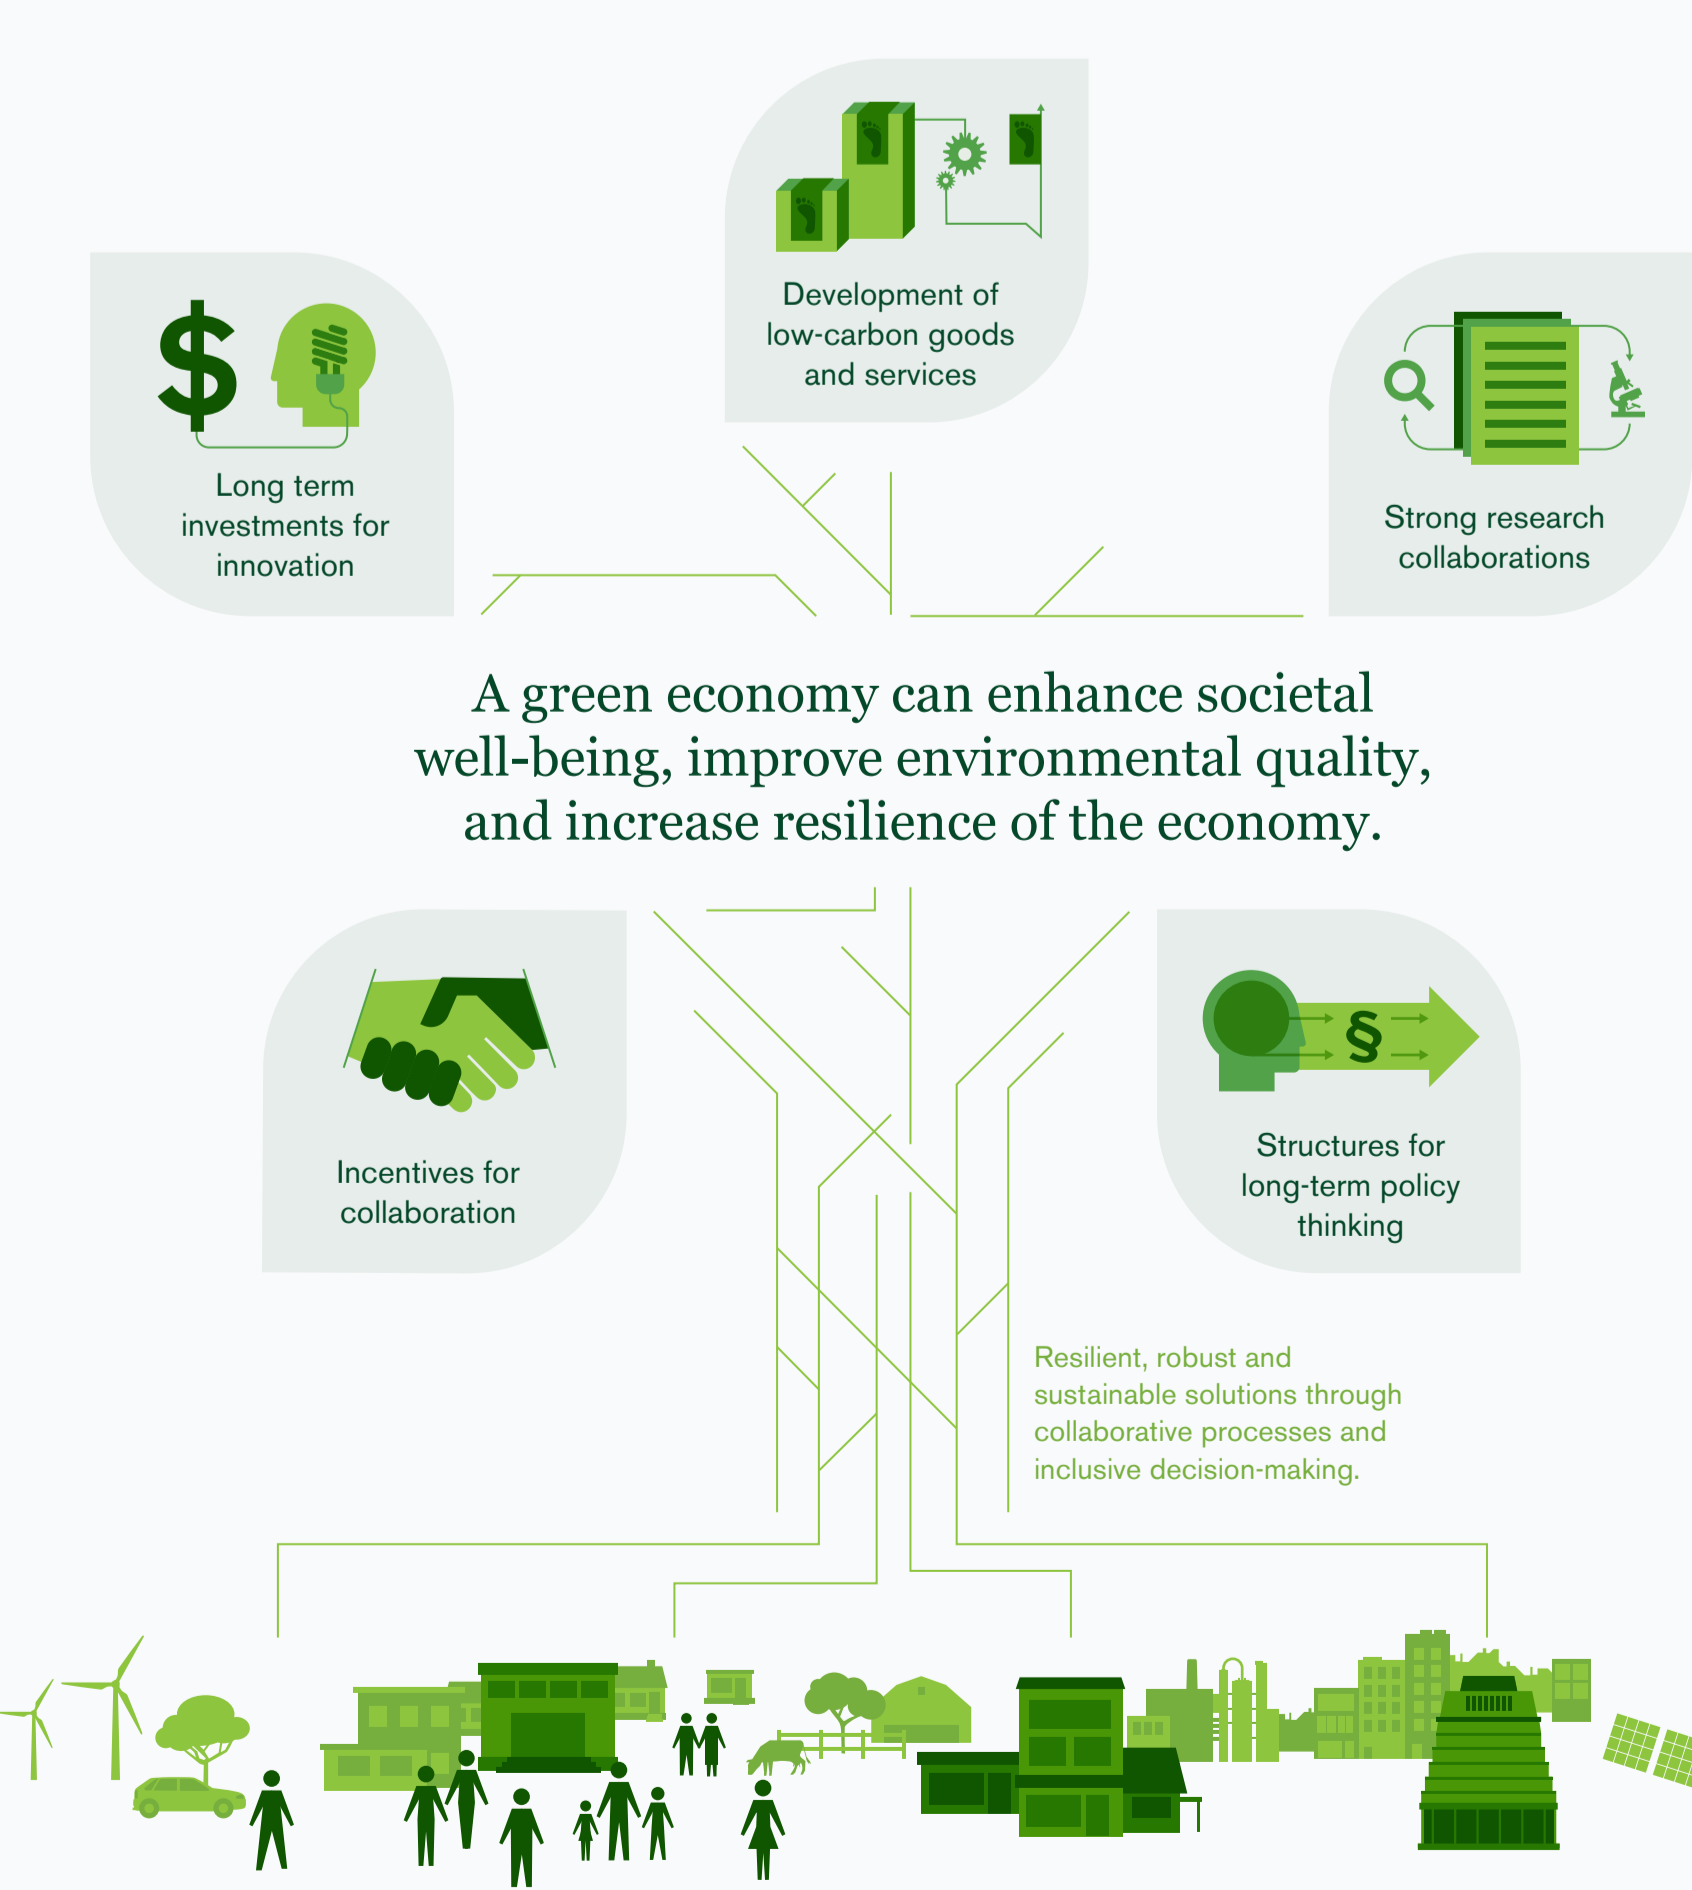 Development of
low-carbon goods
and services
$
Long term
investments for
innovation
Strong research
collaborations
A green economy can enhance societal
well-being, improve environmental quality,
and increase resilience of the economy.
Incentives for
collaboration
§
Structures for
long-term policy
thinking
Resilient, robust and
sustainable solutions through
collaborative processes and
inclusive decision-making.